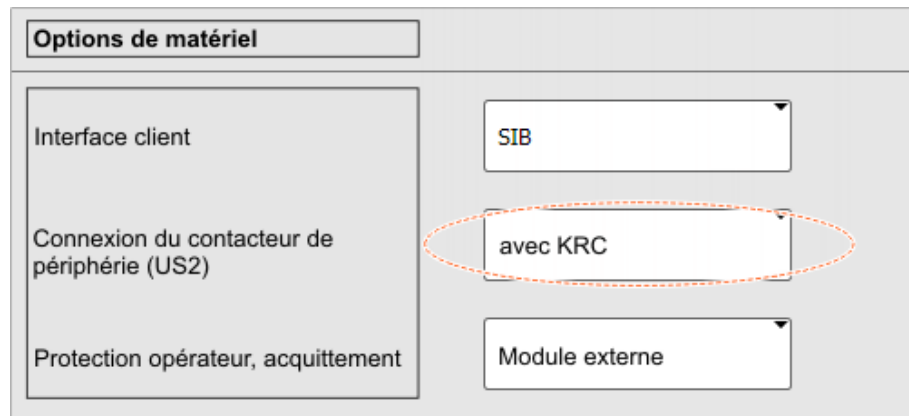 Options de matériel
Interface client
SIB
Connexion du contacteur de
périphérie (US2)
avec KRC
Protection opérateur, acquittement
Module externe